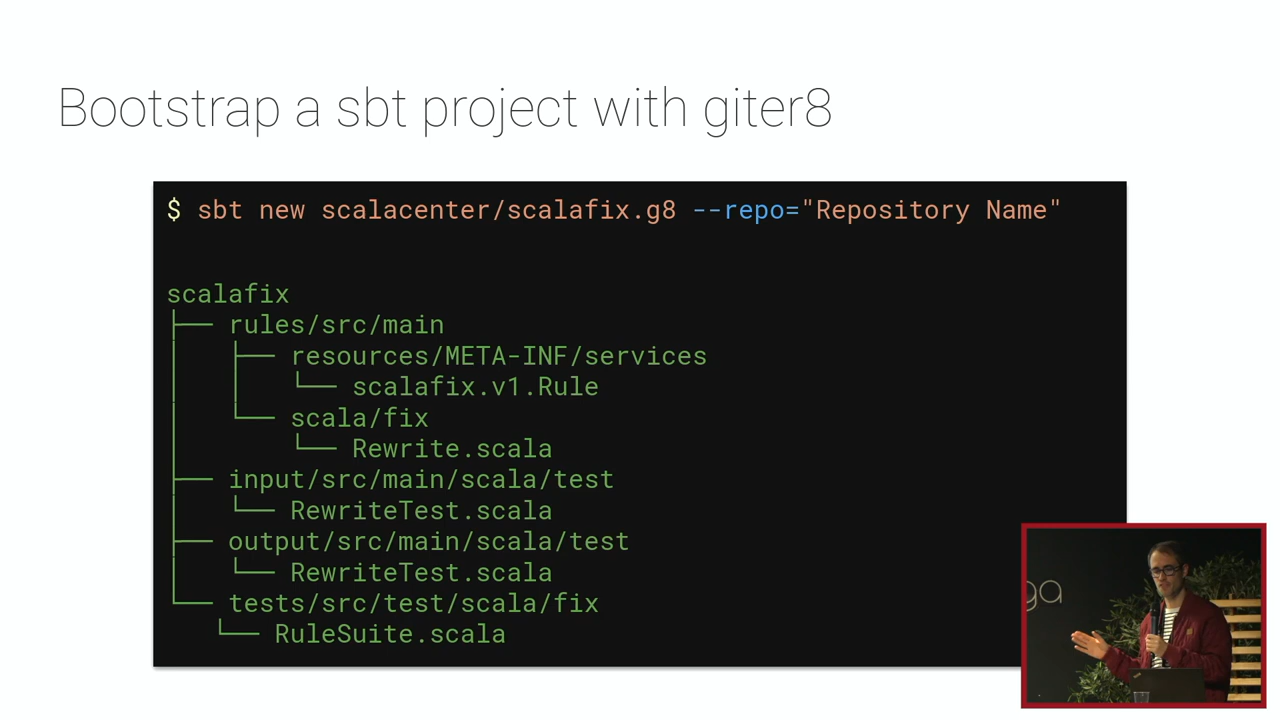 Bootstrap a sbt project with giter8
$ sbt new scalacenter/scalafix.g8 --repo="Repository Name"
scalafix
├── rules/src/main
│   ├── resources/META-INF/services
│   │   └── scalafix.v1.Rule
│   └── scala/fix
│       └── Rewrite.scala
├── input/src/main/scala/test
│   └── RewriteTest.scala
├── output/src/main/scala/test
│   └── RewriteTest.scala
└── tests/src/test/scala/fix
   └── RuleSuite.scala
ga